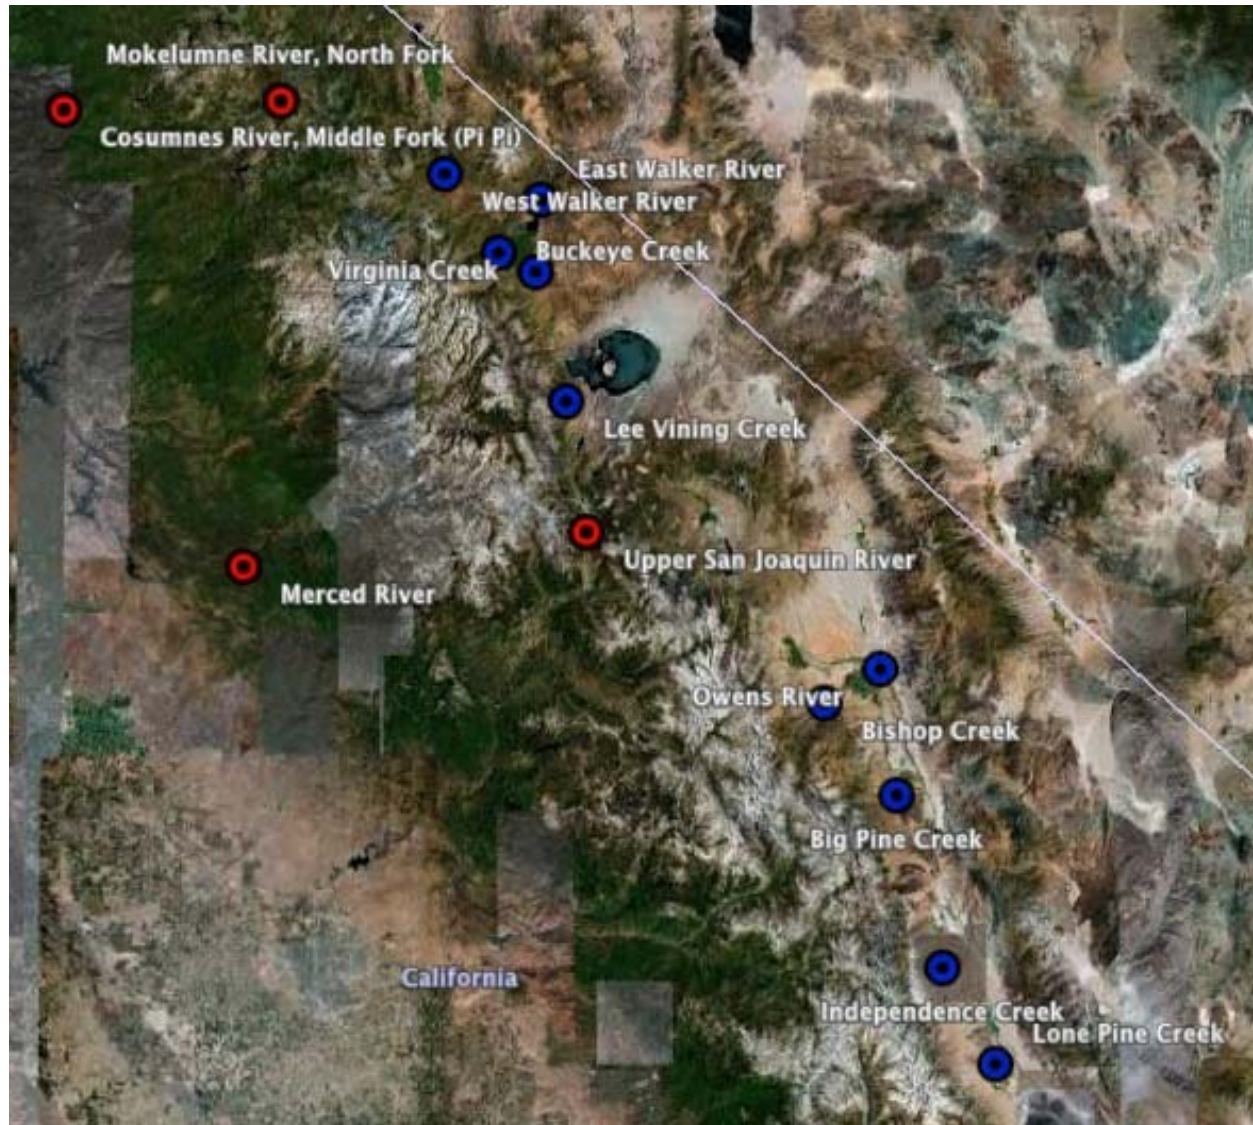 Mokelumne River, North Fork
Cosumnes River, Middle Fork (Pi Pi)
East Walker River
West Walker River
Buckeye Creek
Virginia Creek
Lee Vining Creek
Upper San Joaquin River
Merced River
Owens River
Bishop Creek
Big Pine Creek
California
Independence Creek
Lone Pine Creek